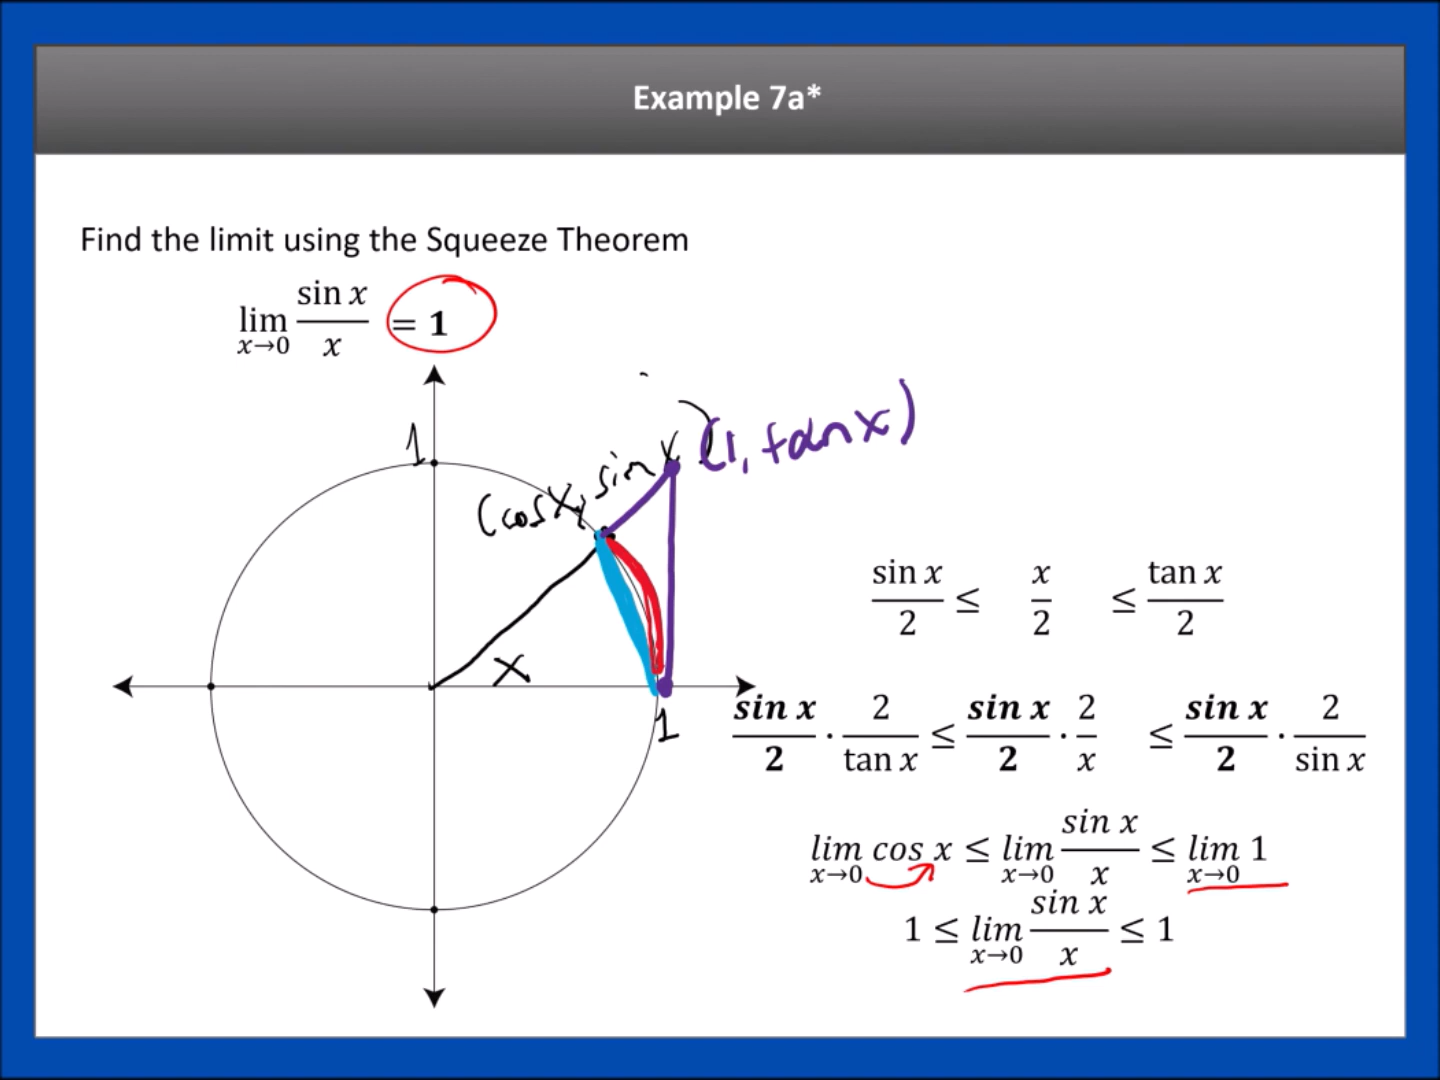 Example 7a*
Find the limit using the Squeeze Theorem
lim x→0 sin x / x = 1
1
(cos x, sin x)
(1, tan x)
x
1
sin x / 2 ≤ x / 2 ≤ tan x / 2
sin x / 2 · 2 / tan x ≤ sin x / 2 · 2 / x ≤ sin x / 2 · 2 / sin x
lim x→0 cos x ≤ lim x→0 sin x / x ≤ lim x→0 1
1 ≤ lim x→0 sin x / x ≤ 1